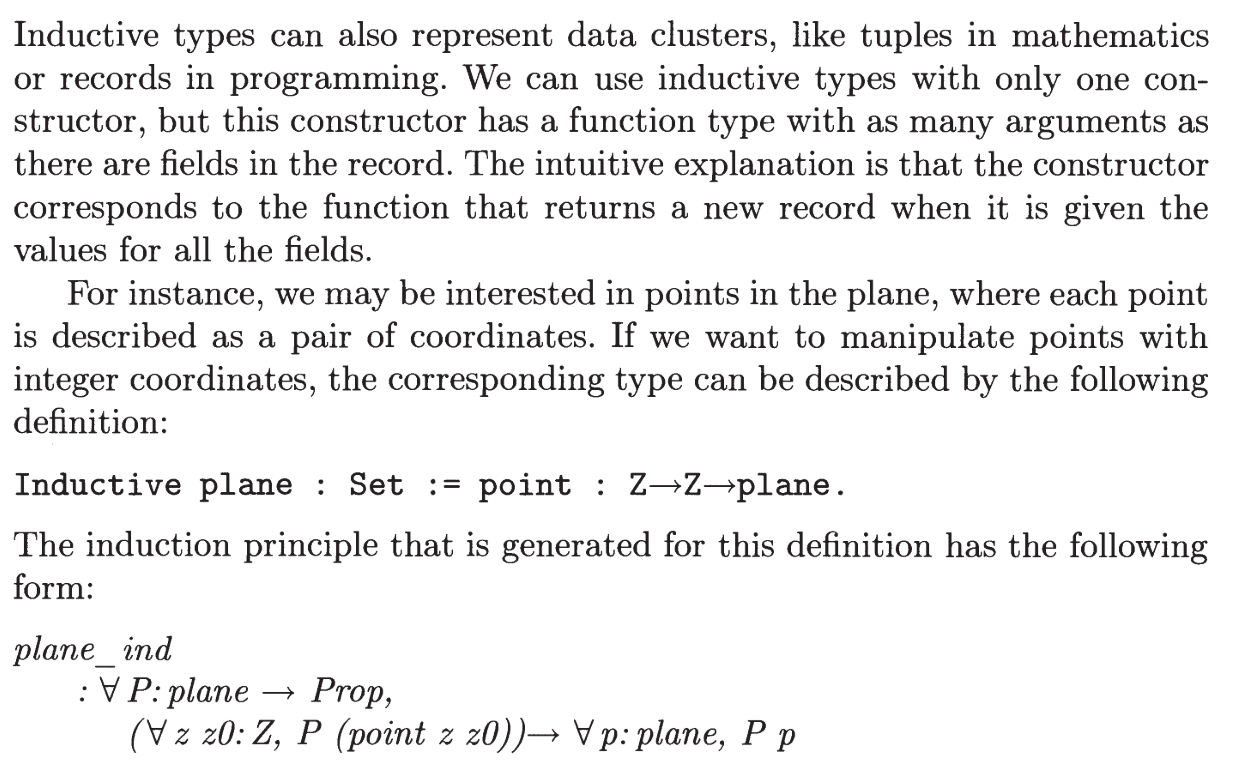 Inductive types can also represent data clusters, like tuples in mathematics
or records in programming. We can use inductive types with only one con-
structor, but this constructor has a function type with as many arguments as
there are fields in the record. The intuitive explanation is that the constructor
corresponds to the function that returns a new record when it is given the
values for all the fields.
For instance, we may be interested in points in the plane, where each point
is described as a pair of coordinates. If we want to manipulate points with
integer coordinates, the corresponding type can be described by the following
definition:
Inductive plane : Set := point : Z→Z→plane.
The induction principle that is generated for this definition has the following
form:
plane_ind
: ∀ P: plane → Prop,
(∀ z z0: Z, P (point z z0))→ ∀ p: plane, P p